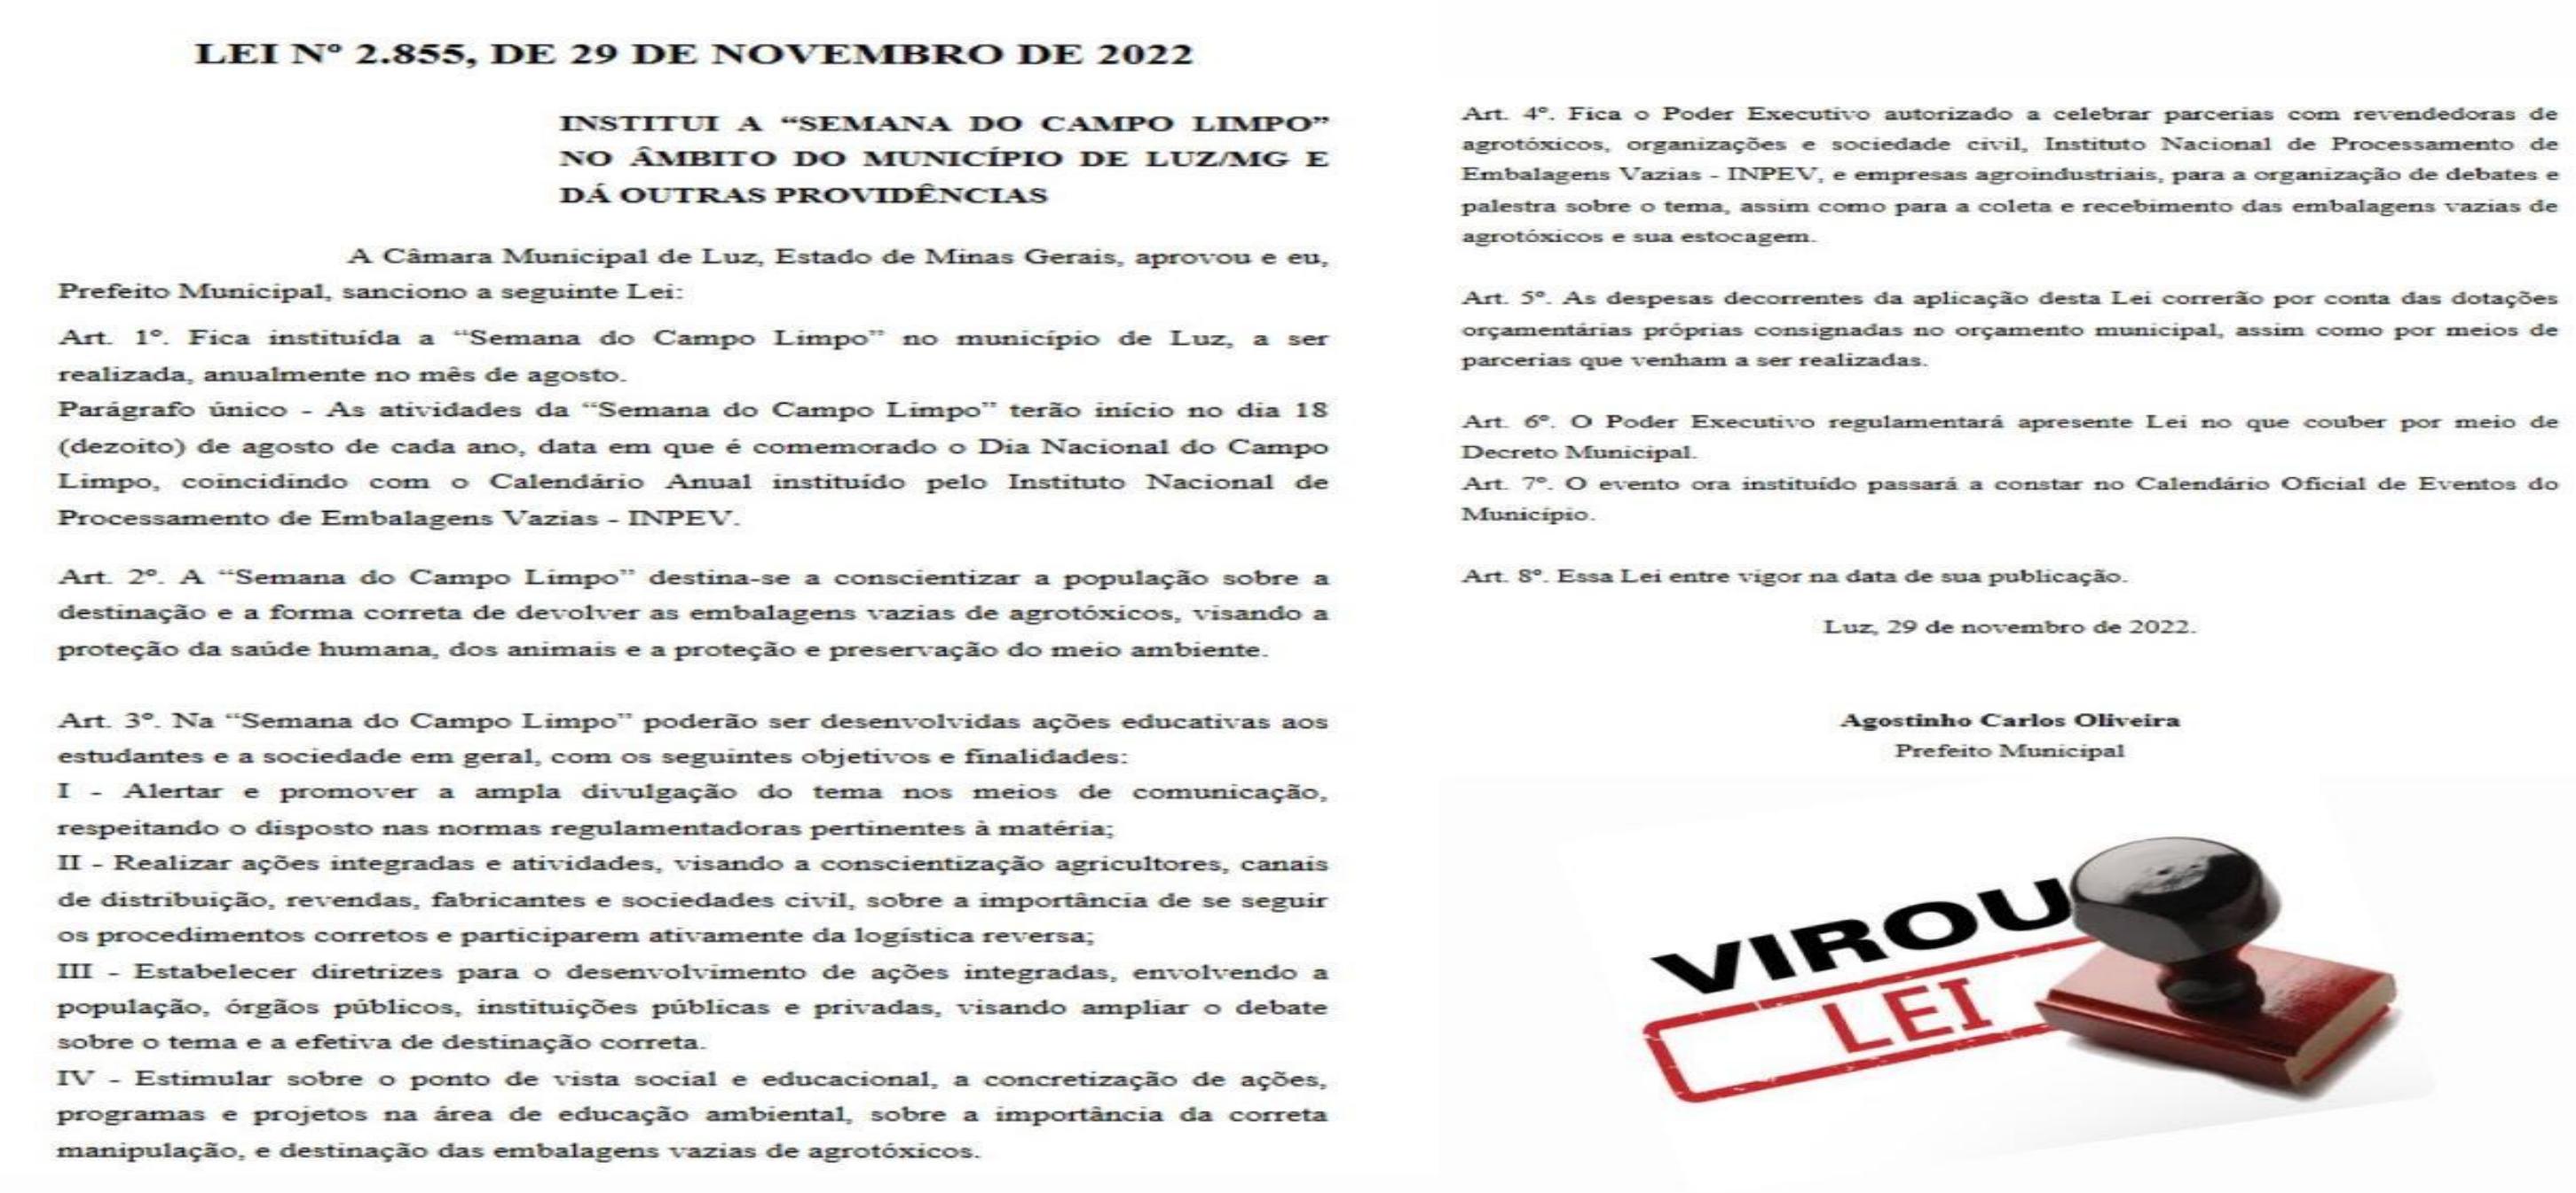 LEI Nº 2.855, DE 29 DE NOVEMBRO DE 2022
INSTITUI A “SEMANA DO CAMPO LIMPO”
NO ÂMBITO DO MUNICÍPIO DE LUZ/MG E
DÁ OUTRAS PROVIDÊNCIAS
A Câmara Municipal de Luz, Estado de Minas Gerais, aprovou e eu,
Prefeito Municipal, sanciono a seguinte Lei:
Art. 1º. Fica instituída a “Semana do Campo Limpo” no município de Luz, a ser
realizada, anualmente no mês de agosto.
Parágrafo único - As atividades da “Semana do Campo Limpo” terão início no dia 18
(dezoito) de agosto de cada ano, data em que é comemorado o Dia Nacional do Campo
Limpo, coincidindo com o Calendário Anual instituído pelo Instituto Nacional de
Processamento de Embalagens Vazias - INPEV.
Art. 2º. A “Semana do Campo Limpo” destina-se a conscientizar a população sobre a
destinação e a forma correta de devolver as embalagens vazias de agrotóxicos, visando a
proteção da saúde humana, dos animais e a proteção e preservação do meio ambiente.
Art. 3º. Na “Semana do Campo Limpo” poderão ser desenvolvidas ações educativas aos
estudantes e a sociedade em geral, com os seguintes objetivos e finalidades:
I - Alertar e promover a ampla divulgação do tema nos meios de comunicação,
respeitando o disposto nas normas regulamentadoras pertinentes à matéria;
II - Realizar ações integradas e atividades, visando a conscientização agricultores, canais
de distribuição, revendas, fabricantes e sociedades civil, sobre a importância de se seguir
os procedimentos corretos e participarem ativamente da logística reversa;
III - Estabelecer diretrizes para o desenvolvimento de ações integradas, envolvendo a
população, órgãos públicos, instituições públicas e privadas, visando ampliar o debate
sobre o tema e a efetiva de destinação correta.
IV - Estimular sobre o ponto de vista social e educacional, a concretização de ações,
programas e projetos na área de educação ambiental, sobre a importância da correta
manipulação, e destinação das embalagens vazias de agrotóxicos.
Art. 4º. Fica o Poder Executivo autorizado a celebrar parcerias com revendedoras de
agrotóxicos, organizações e sociedade civil, Instituto Nacional de Processamento de
Embalagens Vazias - INPEV, e empresas agroindustriais, para a organização de debates e
palestra sobre o tema, assim como para a coleta e recebimento das embalagens vazias de
agrotóxicos e sua estocagem.
Art. 5º. As despesas decorrentes da aplicação desta Lei correrão por conta das dotações
orçamentárias próprias consignadas no orçamento municipal, assim como por meios de
parcerias que venham a ser realizadas.
Art. 6º. O Poder Executivo regulamentará apresente Lei no que couber por meio de
Decreto Municipal.
Art. 7º. O evento ora instituído passará a constar no Calendário Oficial de Eventos do
Município.
Art. 8º. Essa Lei entre vigor na data de sua publicação.
Luz, 29 de novembro de 2022.
Agostinho Carlos Oliveira
Prefeito Municipal
VIROU
LEI